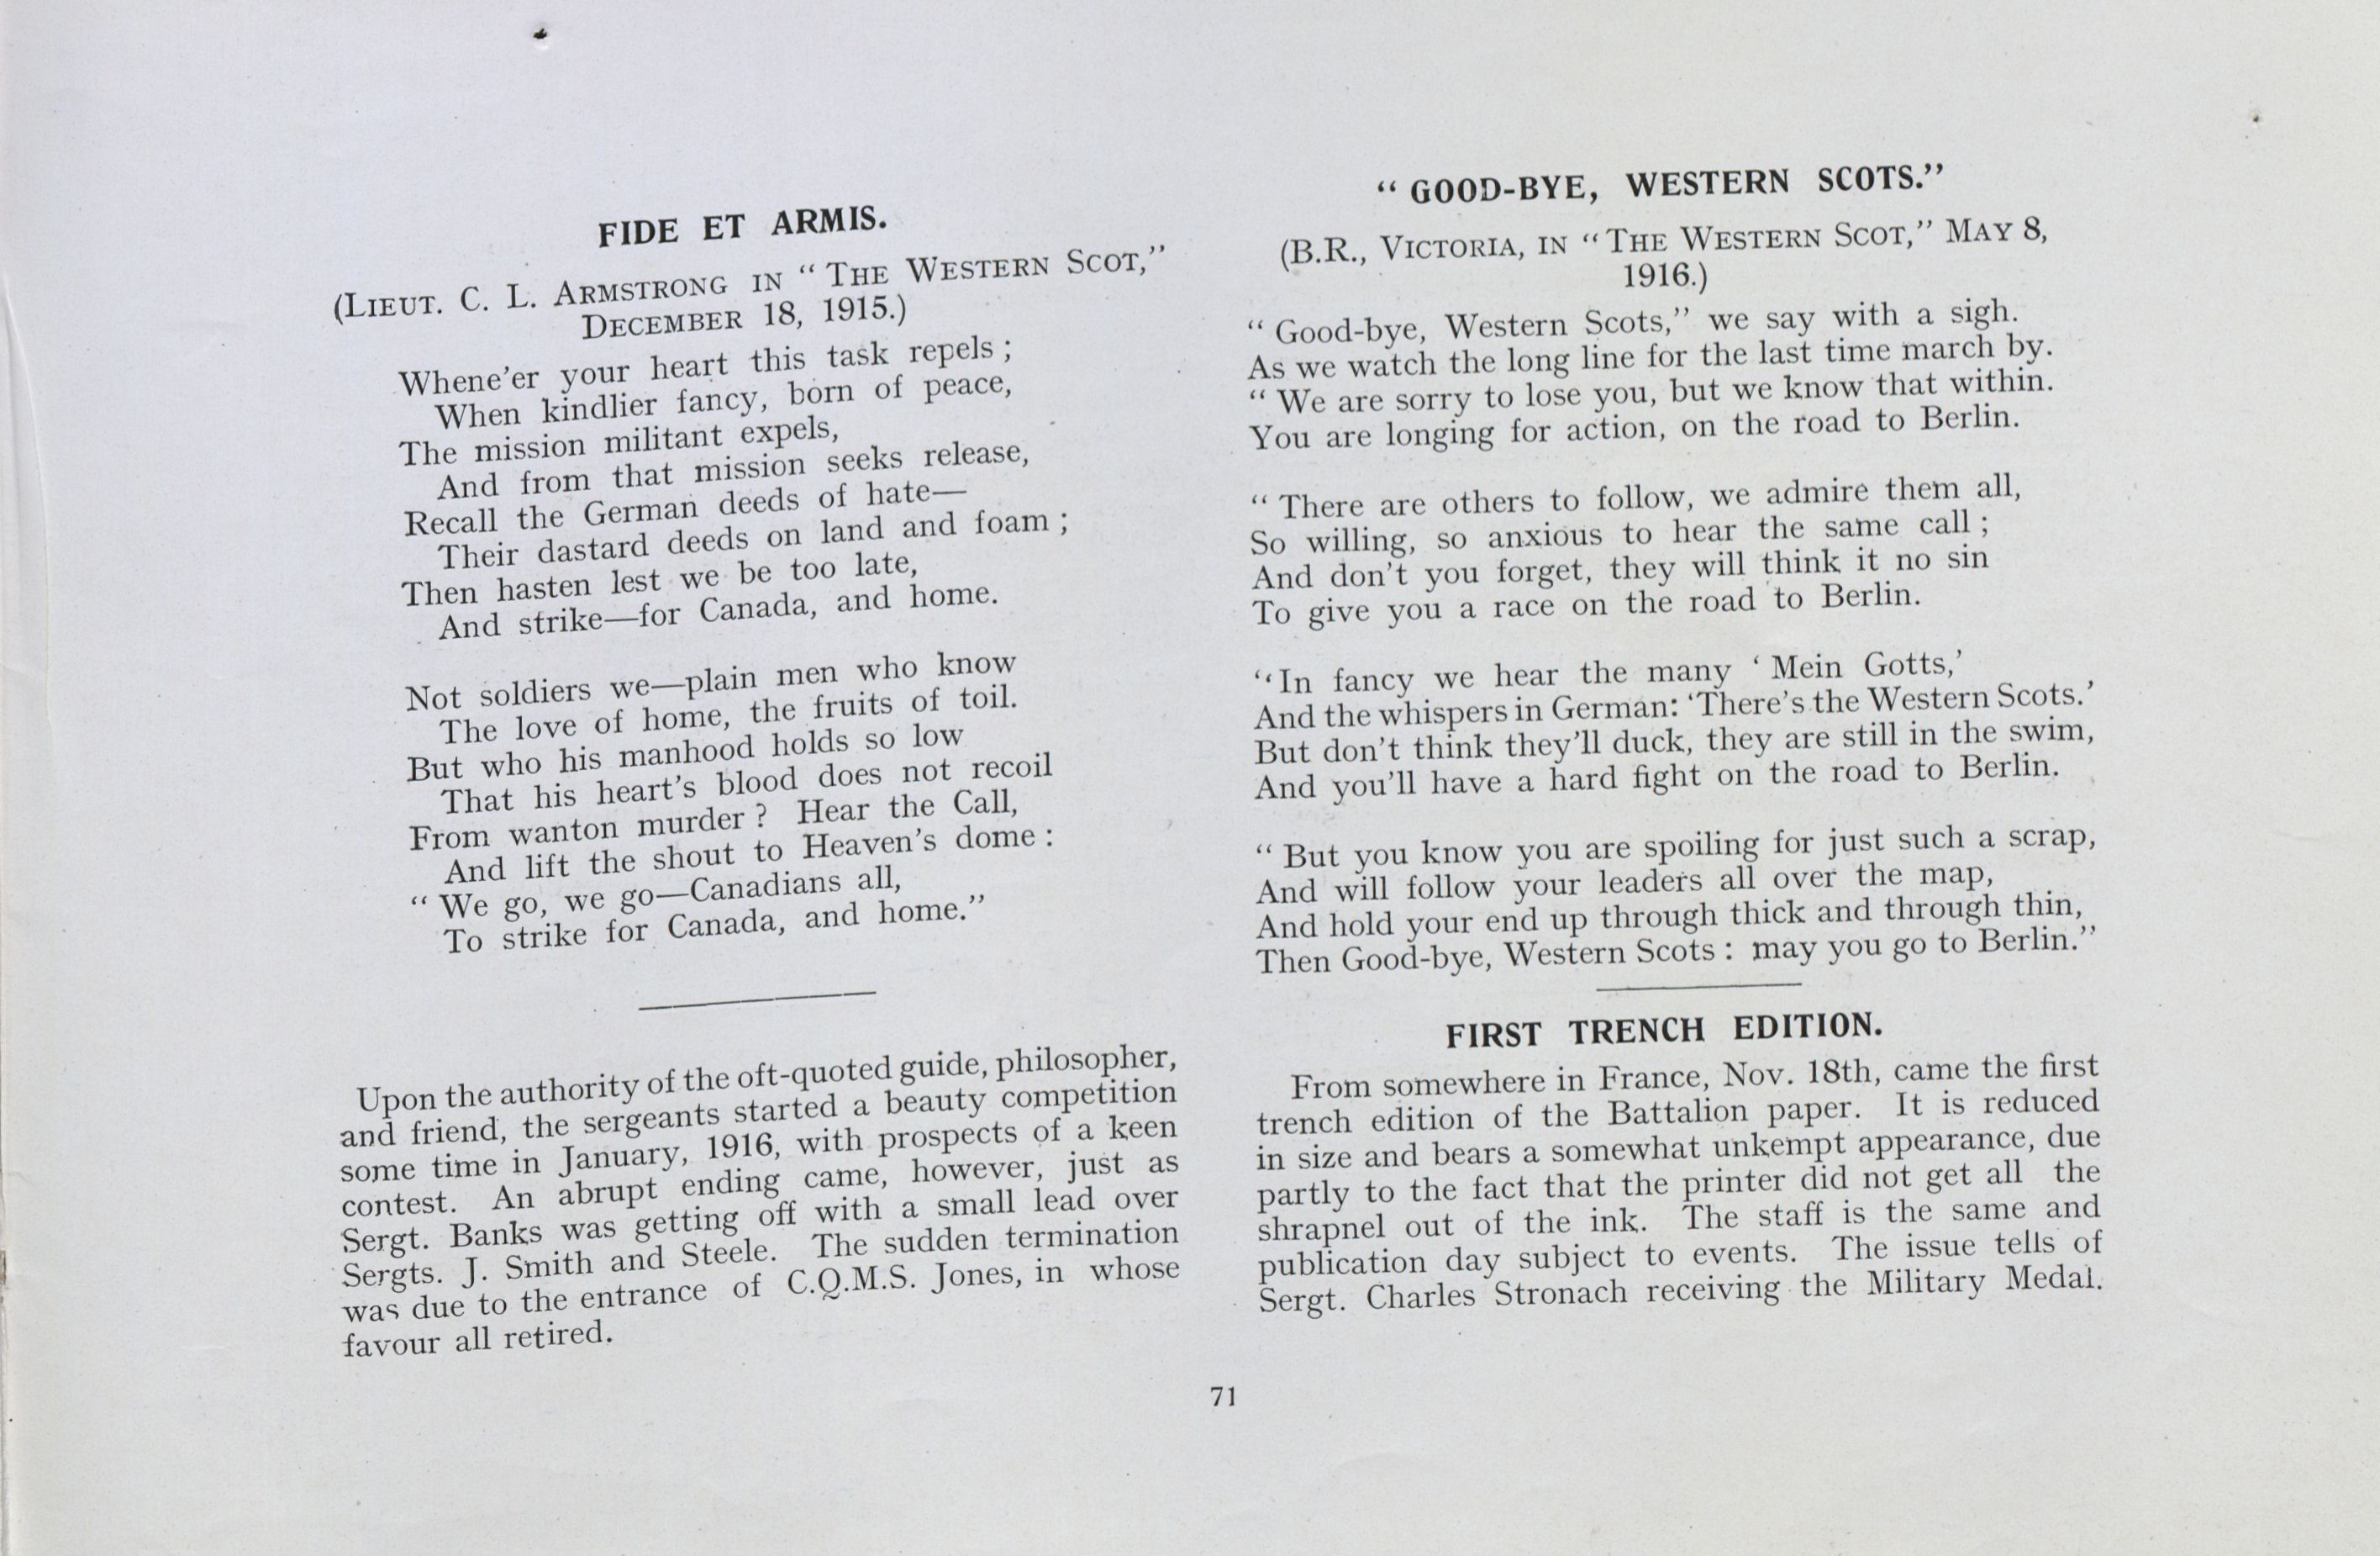 FIDE ET ARMIS.
(LIEUT. C. L. ARMSTRONG IN “THE WESTERN SCOT,”
DECEMBER 18, 1915.)
Whene’er your heart this task repels ;
When kindlier fancy, born of peace,
The mission militant expels,
And from that mission seeks release,
Recall the German deeds of hate—
Their dastard deeds on land and foam ;
Then hasten lest we be too late,
And strike—for Canada, and home.
Not soldiers we—plain men who know
The love of home, the fruits of toil.
But who his manhood holds so low
That his heart’s blood does not recoil
From wanton murder ? Hear the Call,
And lift the shout to Heaven’s dome :
“ We go, we go—Canadians all,
To strike for Canada, and home.”
Upon the authority of the oft-quoted guide, philosopher,
and friend, the sergeants started a beauty competition
some time in January, 1916, with prospects of a keen
contest. An abrupt ending came, however, just as
Sergt. Banks was getting off with a small lead over
Sergts. J. Smith and Steele. The sudden termination
was due to the entrance of C.Q.M.S. Jones, in whose
favour all retired.
“ GOOD-BYE, WESTERN SCOTS.”
(B.R., VICTORIA, IN “THE WESTERN SCOT,” MAY 8,
1916.)
“ Good-bye, Western Scots,” we say with a sigh.
As we watch the long line for the last time march by.
“ We are sorry to lose you, but we know that within.
You are longing for action, on the road to Berlin.
“ There are others to follow, we admire them all,
So willing, so anxious to hear the same call ;
And don’t you forget, they will think it no sin
To give you a race on the road to Berlin.
“In fancy we hear the many ‘ Mein Gotts,’
And the whispers in German: ‘There’s the Western Scots.’
But don’t think they’ll duck, they are still in the swim,
And you’ll have a hard fight on the road to Berlin.
“ But you know you are spoiling for just such a scrap,
And will follow your leaders all over the map,
And hold your end up through thick and through thin,
Then Good-bye, Western Scots : may you go to Berlin.”
FIRST TRENCH EDITION.
From somewhere in France, Nov. 18th, came the first
trench edition of the Battalion paper. It is reduced
in size and bears a somewhat unkempt appearance, due
partly to the fact that the printer did not get all the
shrapnel out of the ink. The staff is the same and
publication day subject to events. The issue tells of
Sergt. Charles Stronach receiving the Military Medal.
71